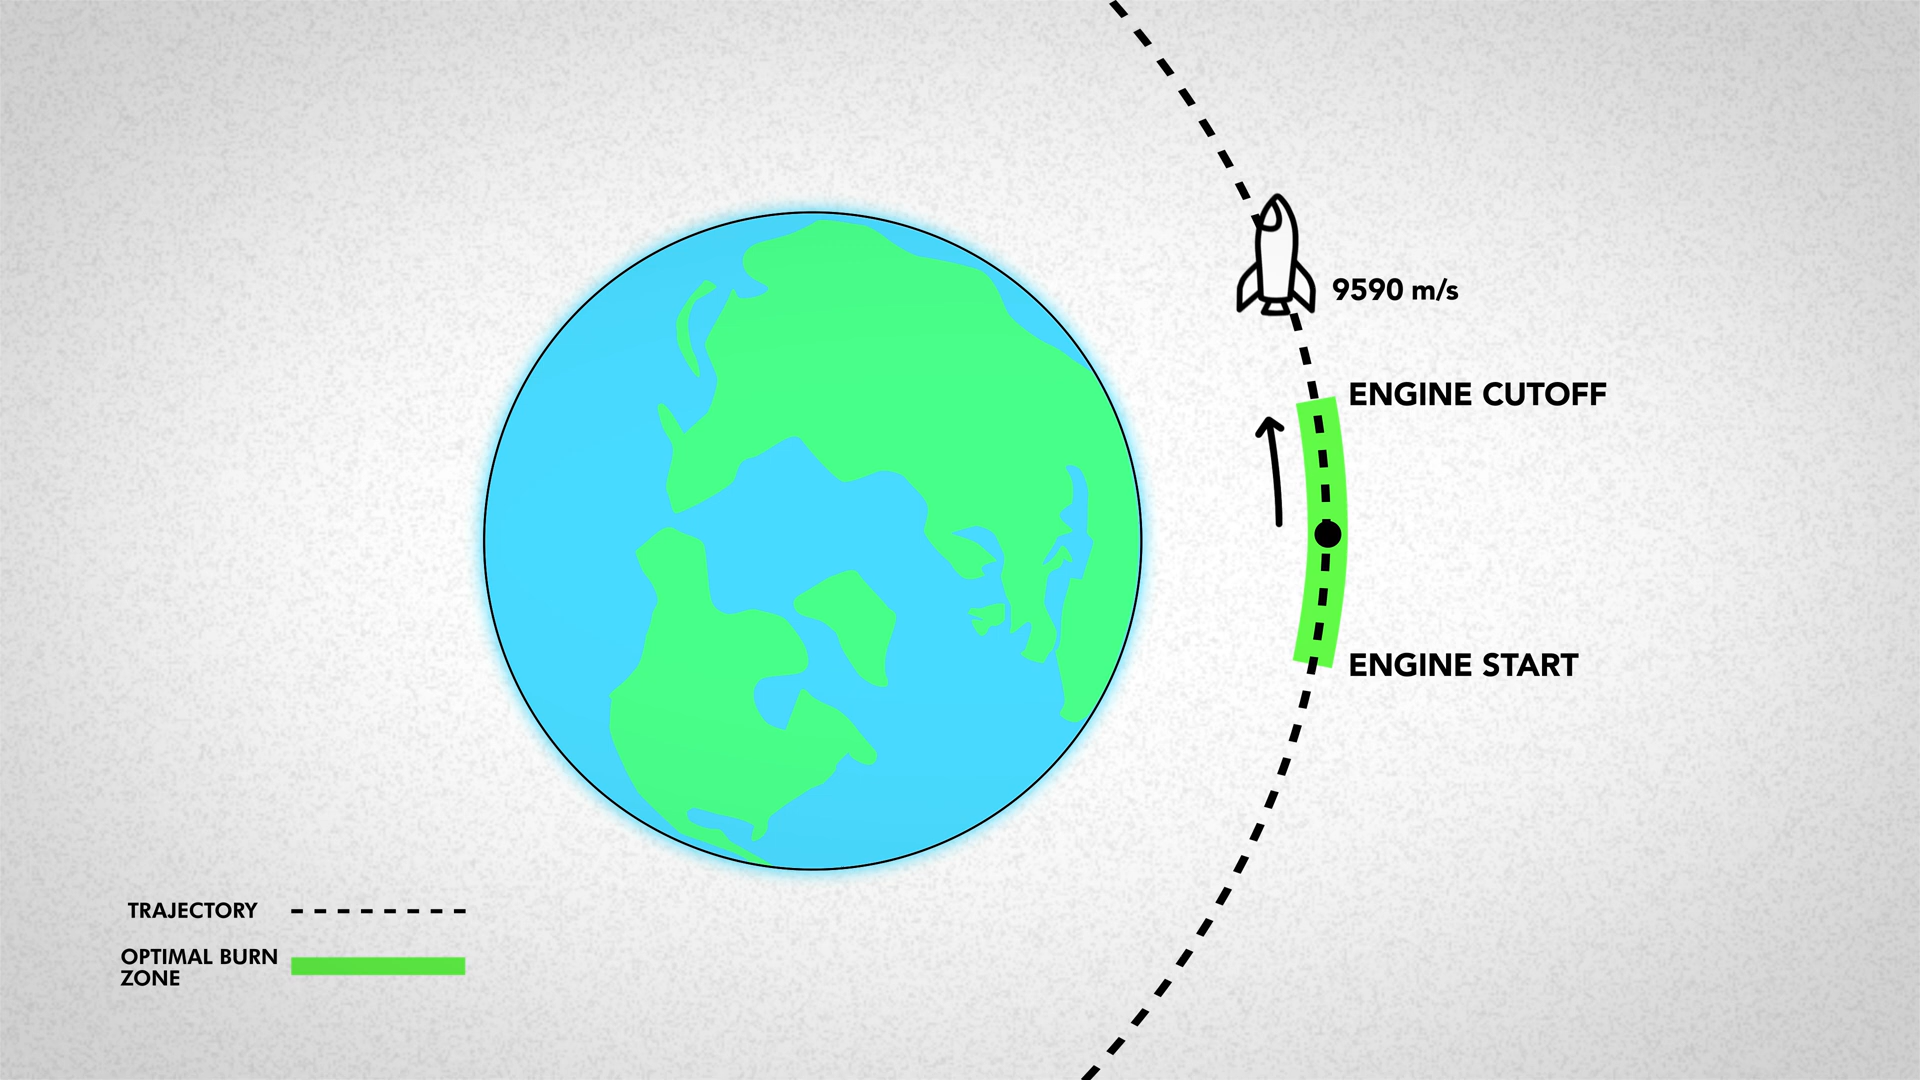 9590 m/s
ENGINE CUTOFF
ENGINE START
TRAJECTORY
OPTIMAL BURN
ZONE